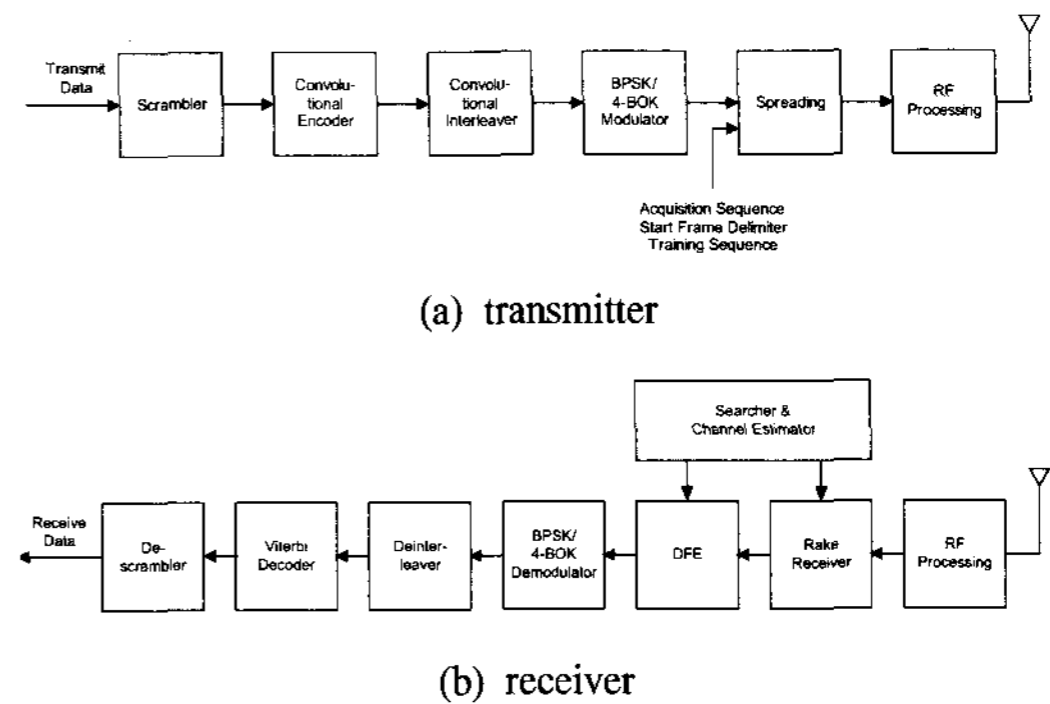 Transmit
Data
Scrambler
Convolu-
tional
Encoder
Convolu-
tional
Interleaver
BPSK/
4-BOK
Modulator
Spreading
RF
Processing
Acquisition Sequence
Start Frame Delimiter
Training Sequence
(a) transmitter
Searcher &
Channel Estimator
Receive
Data
De-
scrambler
Viterbi
Decoder
Deinter-
leaver
BPSK/
4-BOK
Demodulator
DFE
Rake
Receiver
RF
Processing
(b) receiver